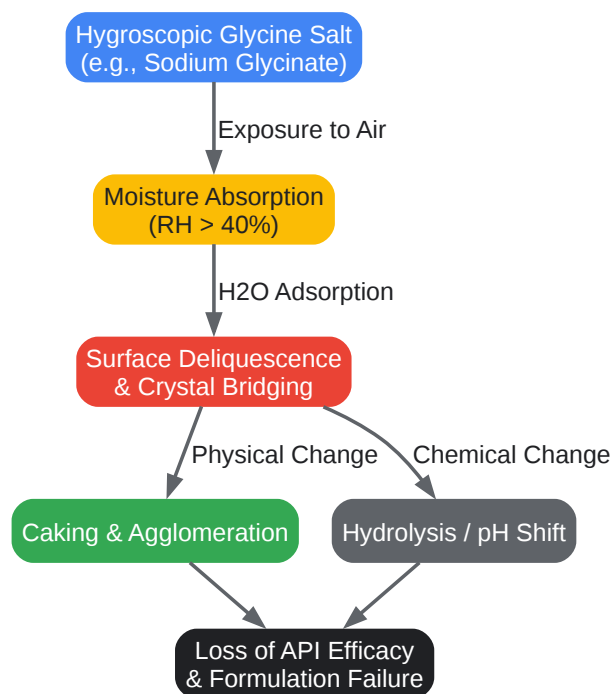 Hygroscopic Glycine Salt
(e.g., Sodium Glycinate)
Exposure to Air
Moisture Absorption
(RH > 40%)
H2O Adsorption
Surface Deliquescence
& Crystal Bridging
Physical Change
Chemical Change
Caking & Agglomeration
Hydrolysis / pH Shift
Loss of API Efficacy
& Formulation Failure